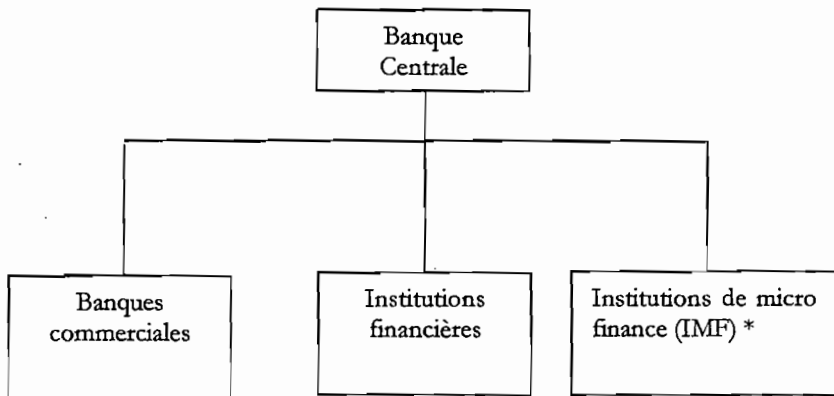 Banque
Centrale
Banques
commerciales
Institutions
financières
Institutions de micro
finance (IMF) *